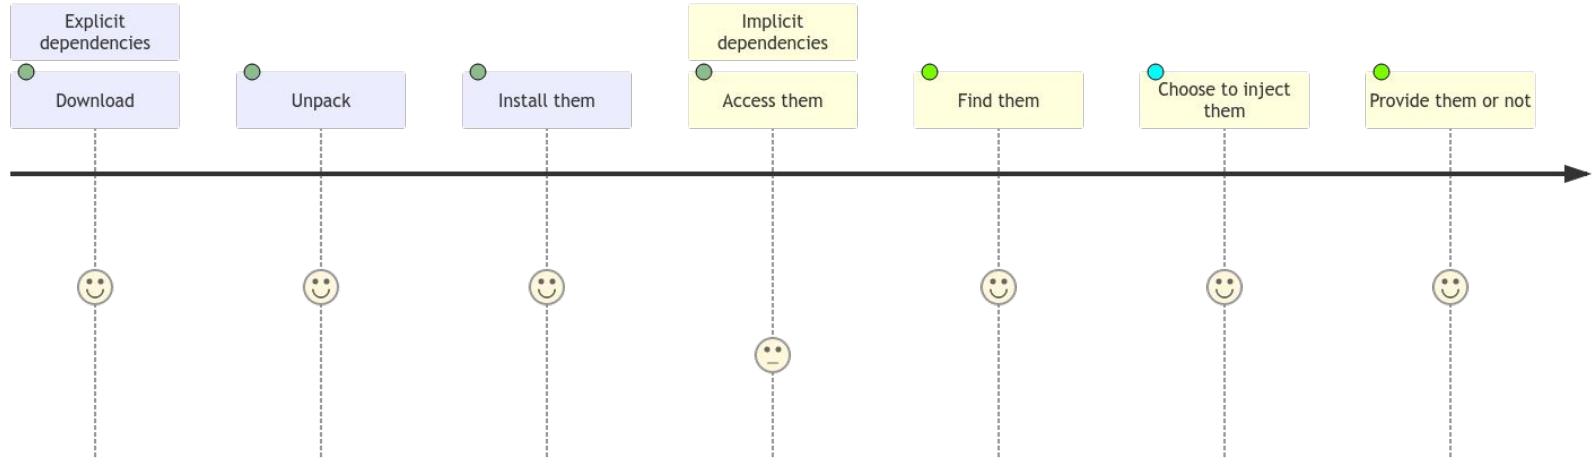 Explicit
dependencies
Implicit
dependencies
Download
Unpack
Install them
Access them
Find them
Choose to inject
them
Provide them or not